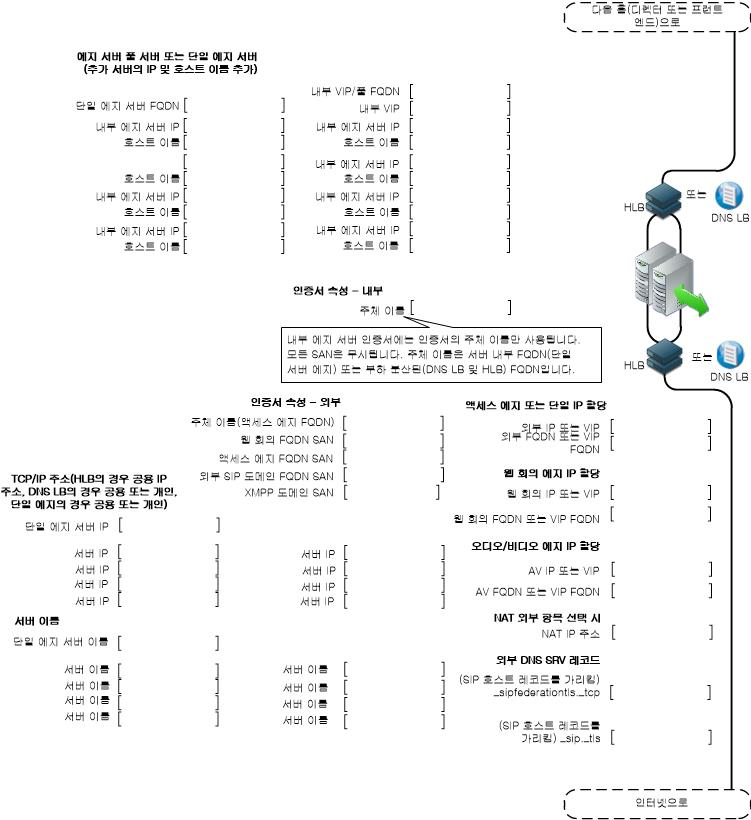 다음 홉(디렉터 또는 프런트
엔드)으로
에지 서버 풀 서버 또는 단일 에지 서버
(추가 서버의 IP 및 호스트 이름 추가)
내부 VIP/풀 FQDN [ ]
단일 에지 서버 FQDN [ ]
내부 VIP
내부 에지 서버 IP [ ]
내부 에지 서버 IP [ ]
호스트 이름 [ ]
호스트 이름 [ ]
[ ]
내부 에지 서버 IP [ ]
호스트 이름 [ ]
호스트 이름 [ ]
내부 에지 서버 IP [ ]
내부 에지 서버 IP [ ]
호스트 이름 [ ]
호스트 이름 [ ]
내부 에지 서버 IP [ ]
내부 에지 서버 IP [ ]
호스트 이름 [ ]
호스트 이름 [ ]
HLB
또는
DNS LB
인증서 속성 – 내부
주체 이름 [ ]
내부 에지 서버 인증서에는 인증서의 주체 이름만 사용됩니다.
모든 SAN은 무시됩니다. 주체 이름은 서버 내부 FQDN(단일
서버 에지) 또는 부하 분산된(DNS LB 및 HLB) FQDN입니다.
HLB
또는
DNS LB
인증서 속성 – 외부
주체 이름(액세스 에지 FQDN) [ ]
웹 회의 FQDN SAN [ ]
액세스 에지 FQDN SAN [ ]
외부 SIP 도메인 FQDN SAN [ ]
XMPP 도메인 SAN [ ]
액세스 에지 또는 단일 IP 할당
외부 IP 또는 VIP [ ]
외부 FQDN 또는 VIP
FQDN [ ]
웹 회의 에지 IP 할당
웹 회의 IP 또는 VIP [ ]
웹 회의 FQDN 또는 VIP FQDN [ ]
오디오/비디오 에지 IP 할당
AV IP 또는 VIP [ ]
AV FQDN 또는 VIP FQDN [ ]
NAT 외부 항목 선택 시
NAT IP 주소 [ ]
외부 DNS SRV 레코드
(SIP 호스트 레코드를 가리킴)
_sipfederationtls._tcp [ ]
(SIP 호스트 레코드를
가리킴) _sip._tls [ ]
TCP/IP 주소(HLB의 경우 공용 IP
주소, DNS LB의 경우 공용 또는 개인,
단일 에지의 경우 공용 또는 개인)
단일 에지 서버 IP [ ]
서버 IP [ ]
서버 IP [ ]
서버 IP [ ]
서버 IP [ ]
서버 IP [ ]
서버 IP [ ]
서버 IP [ ]
서버 IP [ ]
서버 이름
단일 에지 서버 이름 [ ]
서버 이름 [ ]
서버 이름 [ ]
서버 이름 [ ]
서버 이름 [ ]
서버 이름 [ ]
서버 이름 [ ]
서버 이름 [ ]
서버 이름 [ ]
인터넷으로